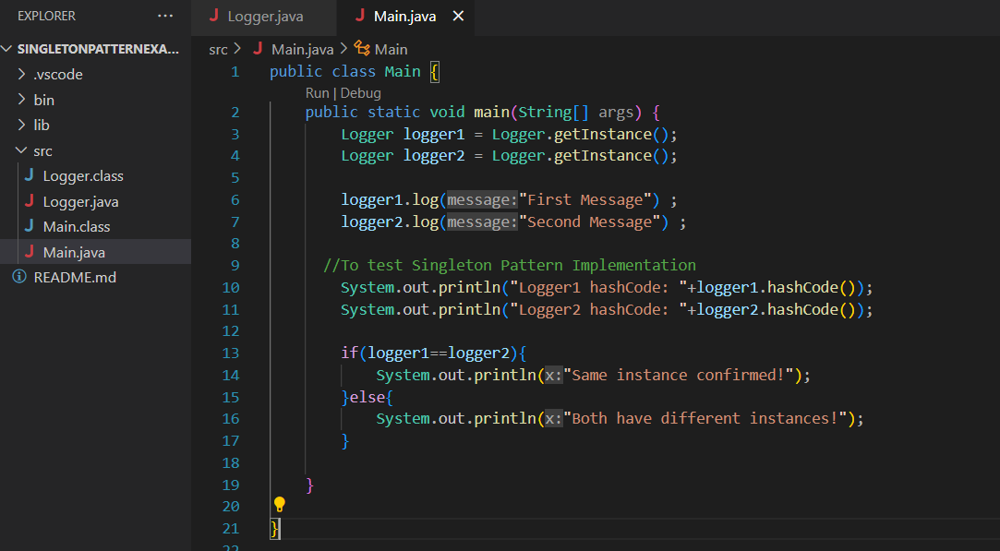 EXPLORER ···
SINGLETONPATTERNEXA...
.vscode
bin
lib
src
J Logger.class
J Logger.java
J Main.class
J Main.java
README.md
J Logger.java J Main.java ×
src > J Main.java > Main
1 public class Main {
Run | Debug
2 public static void main(String[] args) {
3 Logger logger1 = Logger.getInstance();
4 Logger logger2 = Logger.getInstance();
5
6 logger1.log(message:"First Message") ;
7 logger2.log(message:"Second Message") ;
8
9 //To test Singleton Pattern Implementation
10 System.out.println("Logger1 hashCode: "+logger1.hashCode());
11 System.out.println("Logger2 hashCode: "+logger2.hashCode());
12
13 if(logger1==logger2){
14 System.out.println(x:"Same instance confirmed!");
15 }else{
16 System.out.println(x:"Both have different instances!");
17 }
18
19 }
20
21 }
22